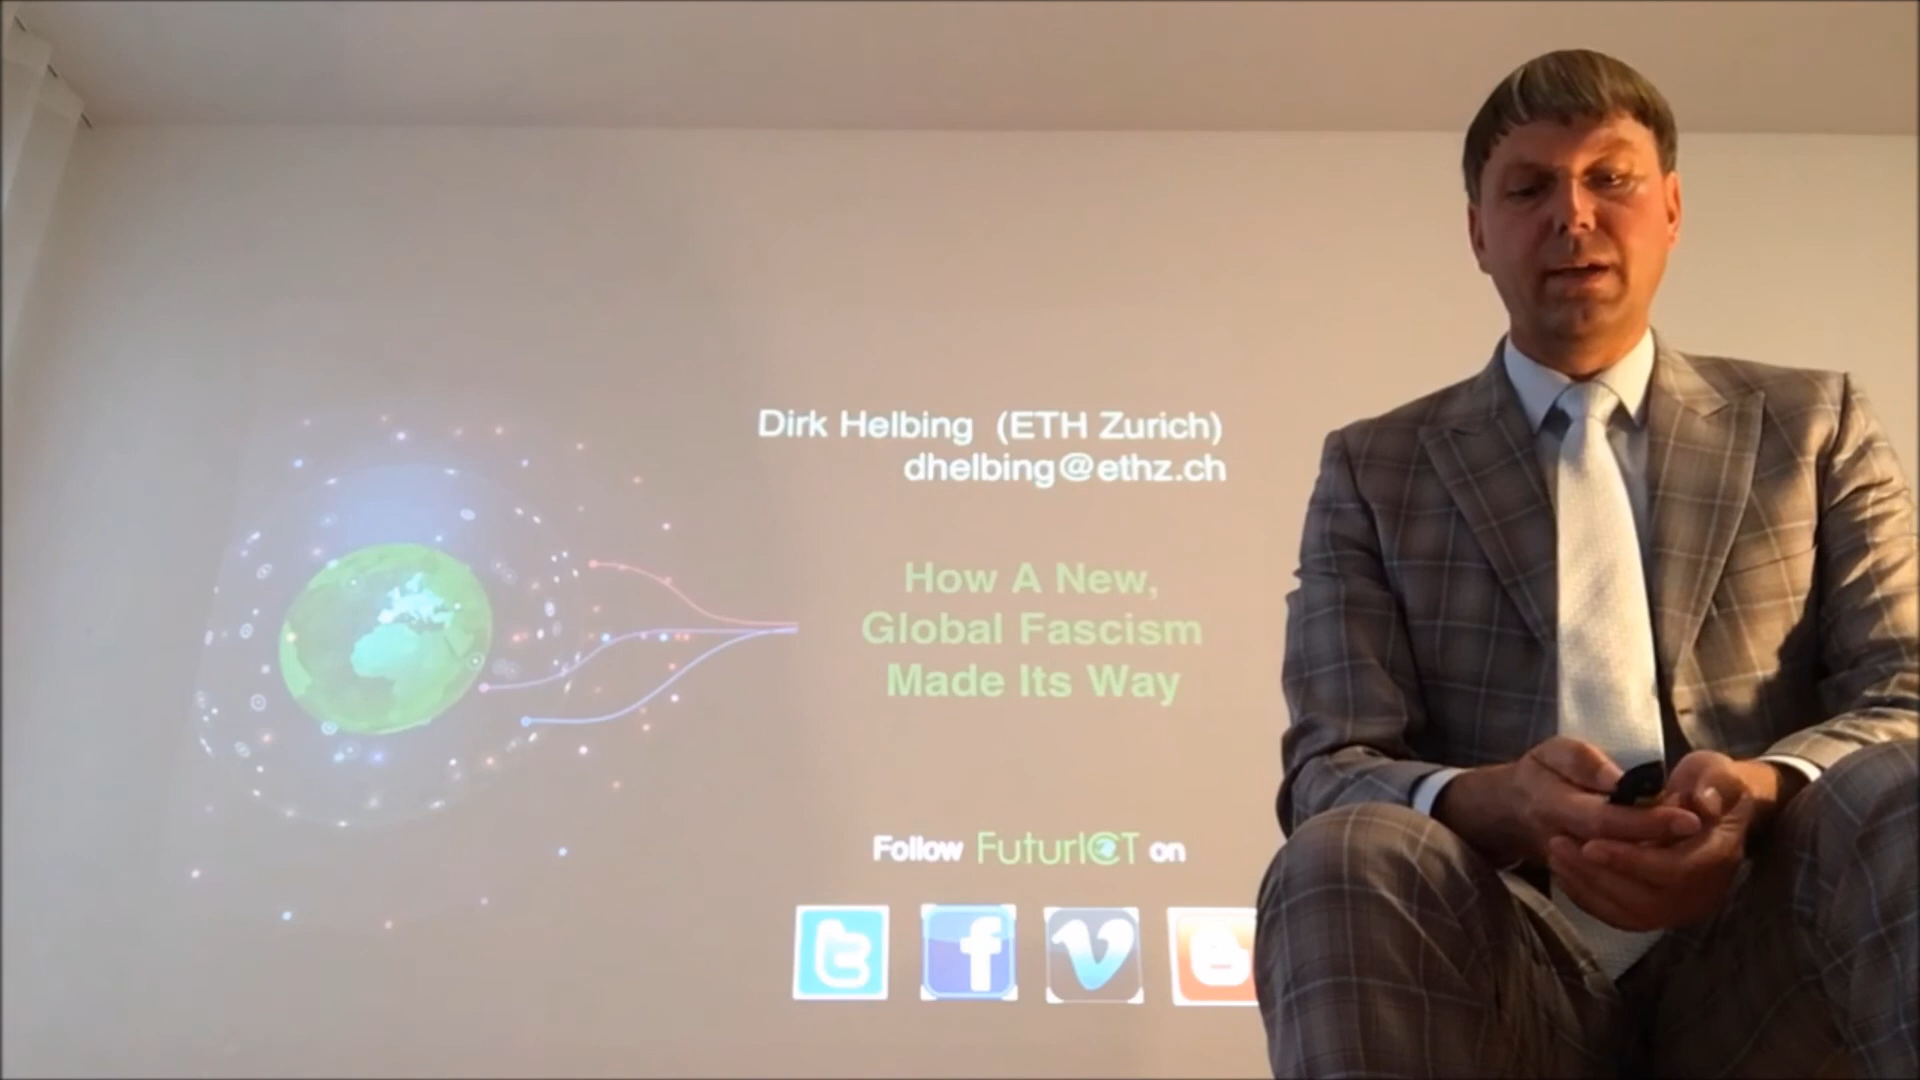 Dirk Helbing (ETH Zurich)
dhelbing@ethz.ch
How A New,
Global Fascism
Made Its Way
Follow FuturICT on